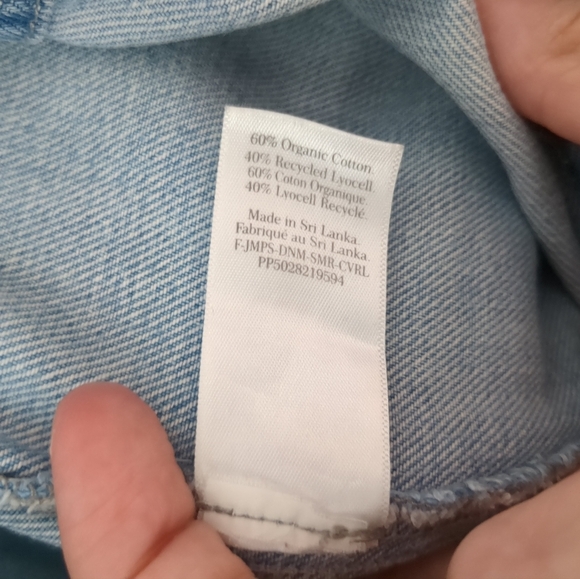 60% Organic Cotton.
40% Recycled Lyocell.
60% Coton Organique.
40% Lyocell Recyclé.
Made in Sri Lanka.
Fabriqué au Sri Lanka.
F-JMPS-DNM-SMR-CVRL
PP5028219594